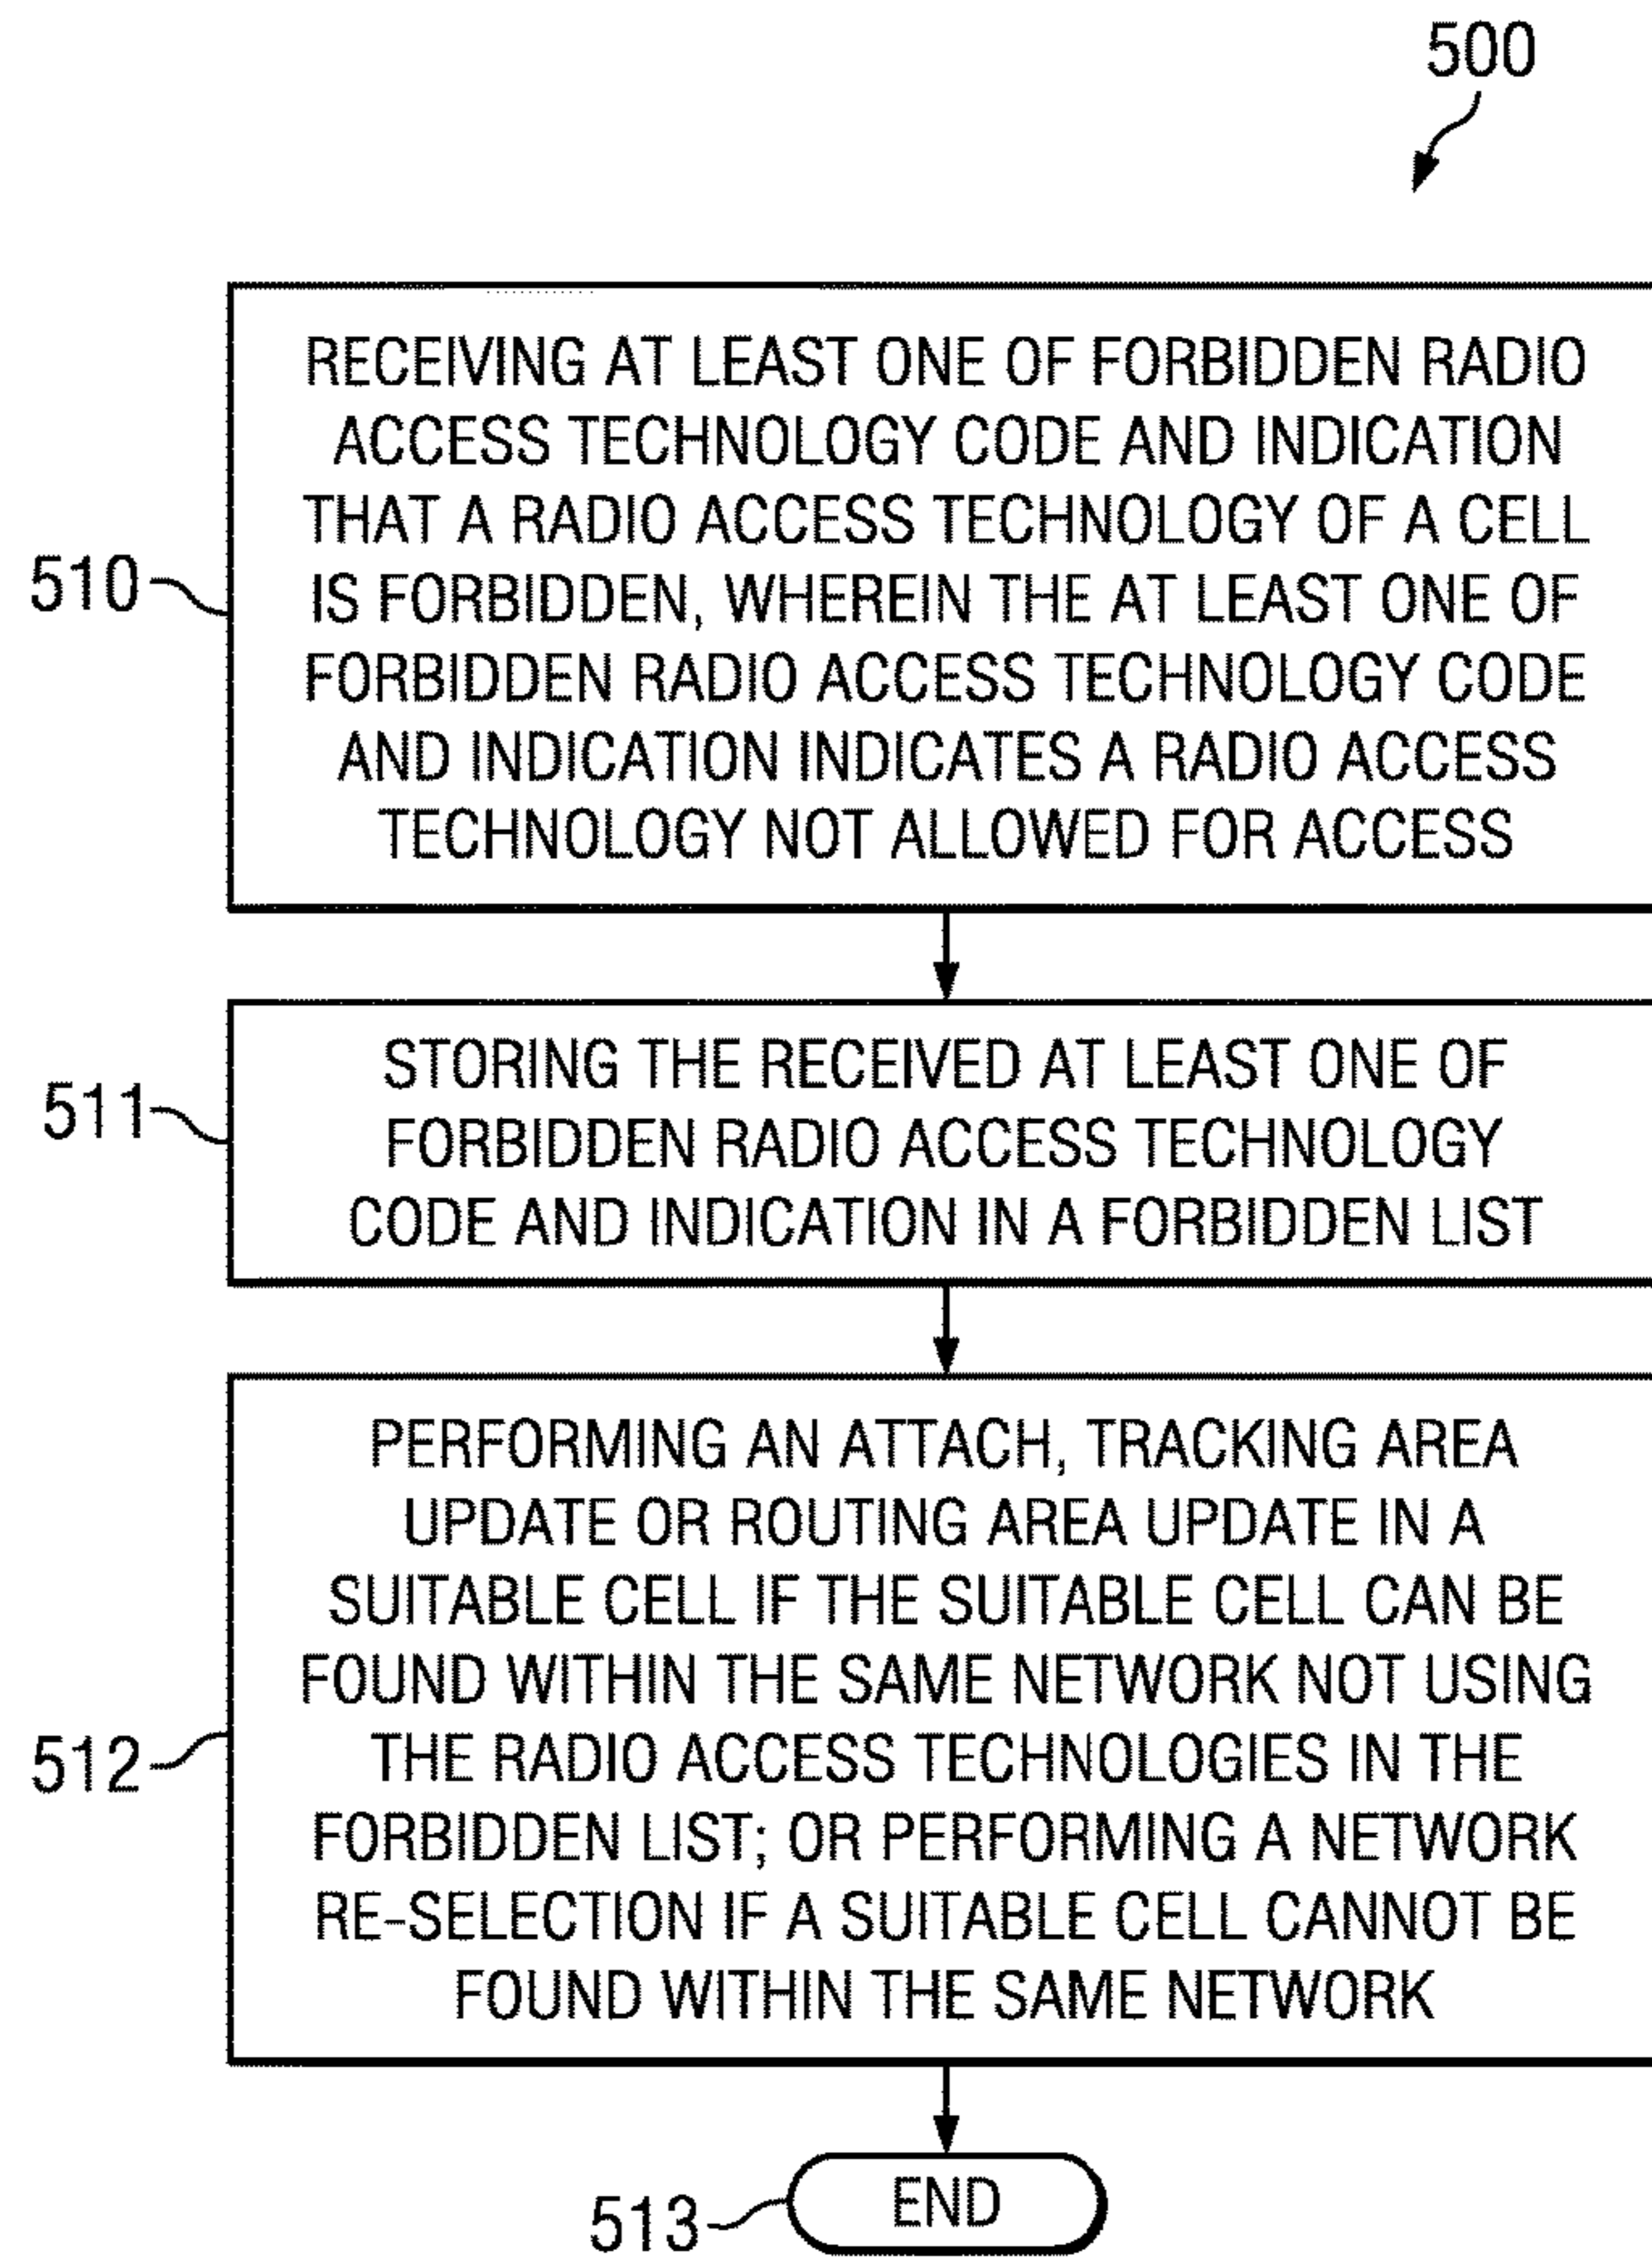 500
RECEIVING AT LEAST ONE OF FORBIDDEN RADIO
ACCESS TECHNOLOGY CODE AND INDICATION
THAT A RADIO ACCESS TECHNOLOGY OF A CELL
IS FORBIDDEN, WHEREIN THE AT LEAST ONE OF
FORBIDDEN RADIO ACCESS TECHNOLOGY CODE
AND INDICATION INDICATES A RADIO ACCESS
TECHNOLOGY NOT ALLOWED FOR ACCESS
510
STORING THE RECEIVED AT LEAST ONE OF
FORBIDDEN RADIO ACCESS TECHNOLOGY
CODE AND INDICATION IN A FORBIDDEN LIST
511
PERFORMING AN ATTACH, TRACKING AREA
UPDATE OR ROUTING AREA UPDATE IN A
SUITABLE CELL IF THE SUITABLE CELL CAN BE
FOUND WITHIN THE SAME NETWORK NOT USING
THE RADIO ACCESS TECHNOLOGIES IN THE
FORBIDDEN LIST; OR PERFORMING A NETWORK
RE-SELECTION IF A SUITABLE CELL CANNOT BE
FOUND WITHIN THE SAME NETWORK
512
END
513